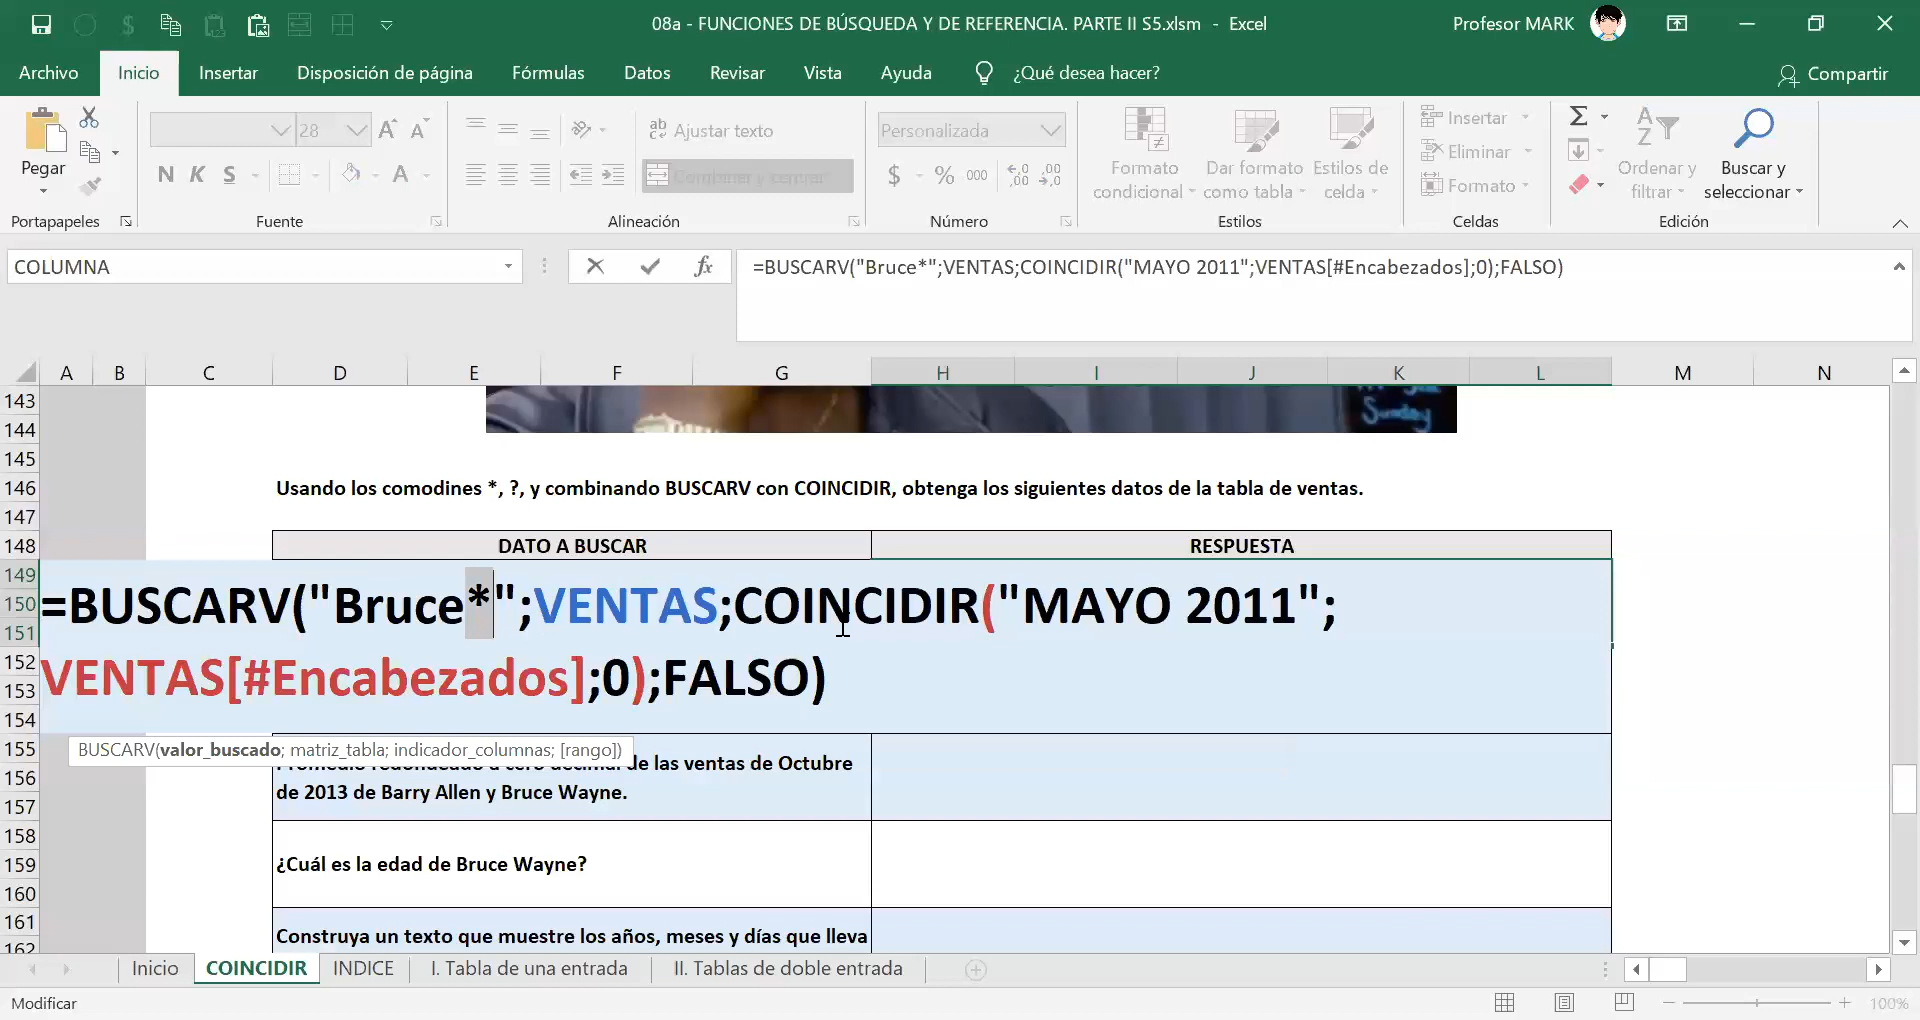 08a - FUNCIONES DE BÚSQUEDA Y DE REFERENCIA. PARTE II S5.xlsm - Excel
Profesor MARK
Archivo Inicio Insertar Disposición de página Fórmulas Datos Revisar Vista Ayuda ¿Qué desea hacer? Compartir
Pegar
Portapapeles
28
N K S
Fuente
Ajustar texto
Combinar y centrar
Alineación
Personalizada
$ % 000
Número
Formato condicional
Dar formato como tabla
Estilos de celda
Estilos
Insertar
Eliminar
Formato
Celdas
Ordenar y filtrar
Buscar y seleccionar
Edición
COLUMNA
fx
=BUSCARV("Bruce*";VENTAS;COINCIDIR("MAYO 2011";VENTAS[#Encabezados];0);FALSO)
A B C D E F G H I J K L M N
143
Sunday
144
145
146 Usando los comodines *, ?, y combinando BUSCARV con COINCIDIR, obtenga los siguientes datos de la tabla de ventas.
147
148 DATO A BUSCAR RESPUESTA
149
150 =BUSCARV("Bruce*";VENTAS;COINCIDIR("MAYO 2011";
151
152
153 VENTAS[#Encabezados];0);FALSO)
154
155 BUSCARV(valor_buscado; matriz_tabla; indicador_columnas; [rango])
de las ventas de Octubre
156 de 2013 de Barry Allen y Bruce Wayne.
157
158
159 ¿Cuál es la edad de Bruce Wayne?
160
161 Construya un texto que muestre los años, meses y días que lleva
162
Inicio COINCIDIR INDICE I. Tabla de una entrada II. Tablas de doble entrada
Modificar
100%